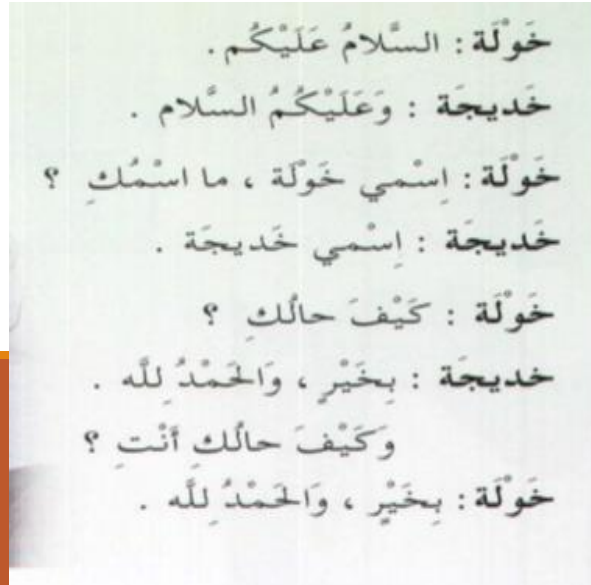 خَوْلَة : السَّلامُ عَلَيْكُم .
خَديجَة : وَعَلَيْكُمُ السَّلام .
خَوْلَة : اِسْمي خَوْلَة ، ما اسْمُكِ ؟
خَديجَة : اِسْمي خَديجَة .
خَوْلَة : كَيْفَ حالُكِ ؟
خَديجَة : بِخَيْرٍ ، وَالحَمْدُ لِلَّه .
وَكَيْفَ حالُكِ أَنْتِ ؟
خَوْلَة : بِخَيْرٍ ، وَالحَمْدُ لِلَّه .